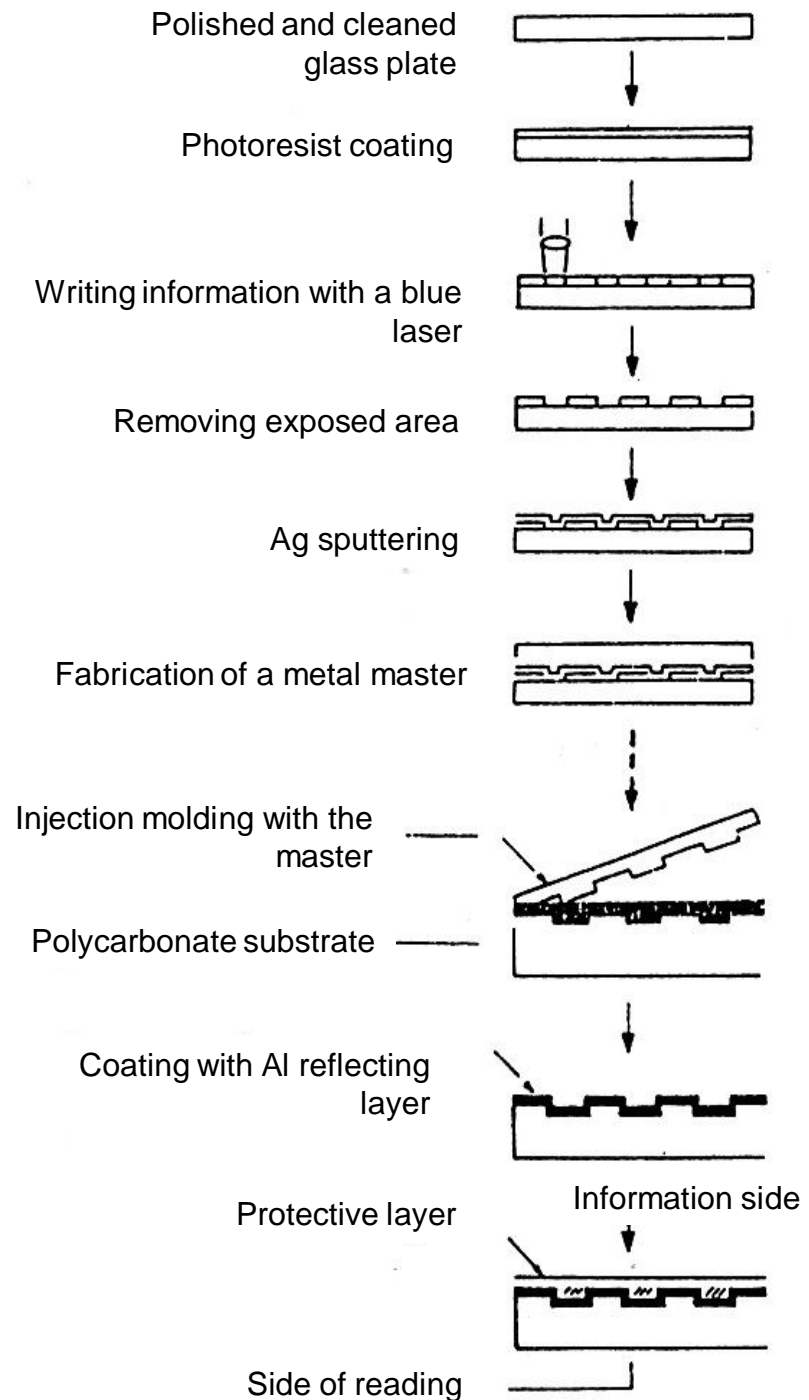 Polished and cleaned
glass plate
Photoresist coating
Writing information with a blue
laser
Removing exposed area
Ag sputtering
Fabrication of a metal master
Injection molding with the
master
Polycarbonate substrate
Coating with Al reflecting
layer
Information side
Protective layer
Side of reading